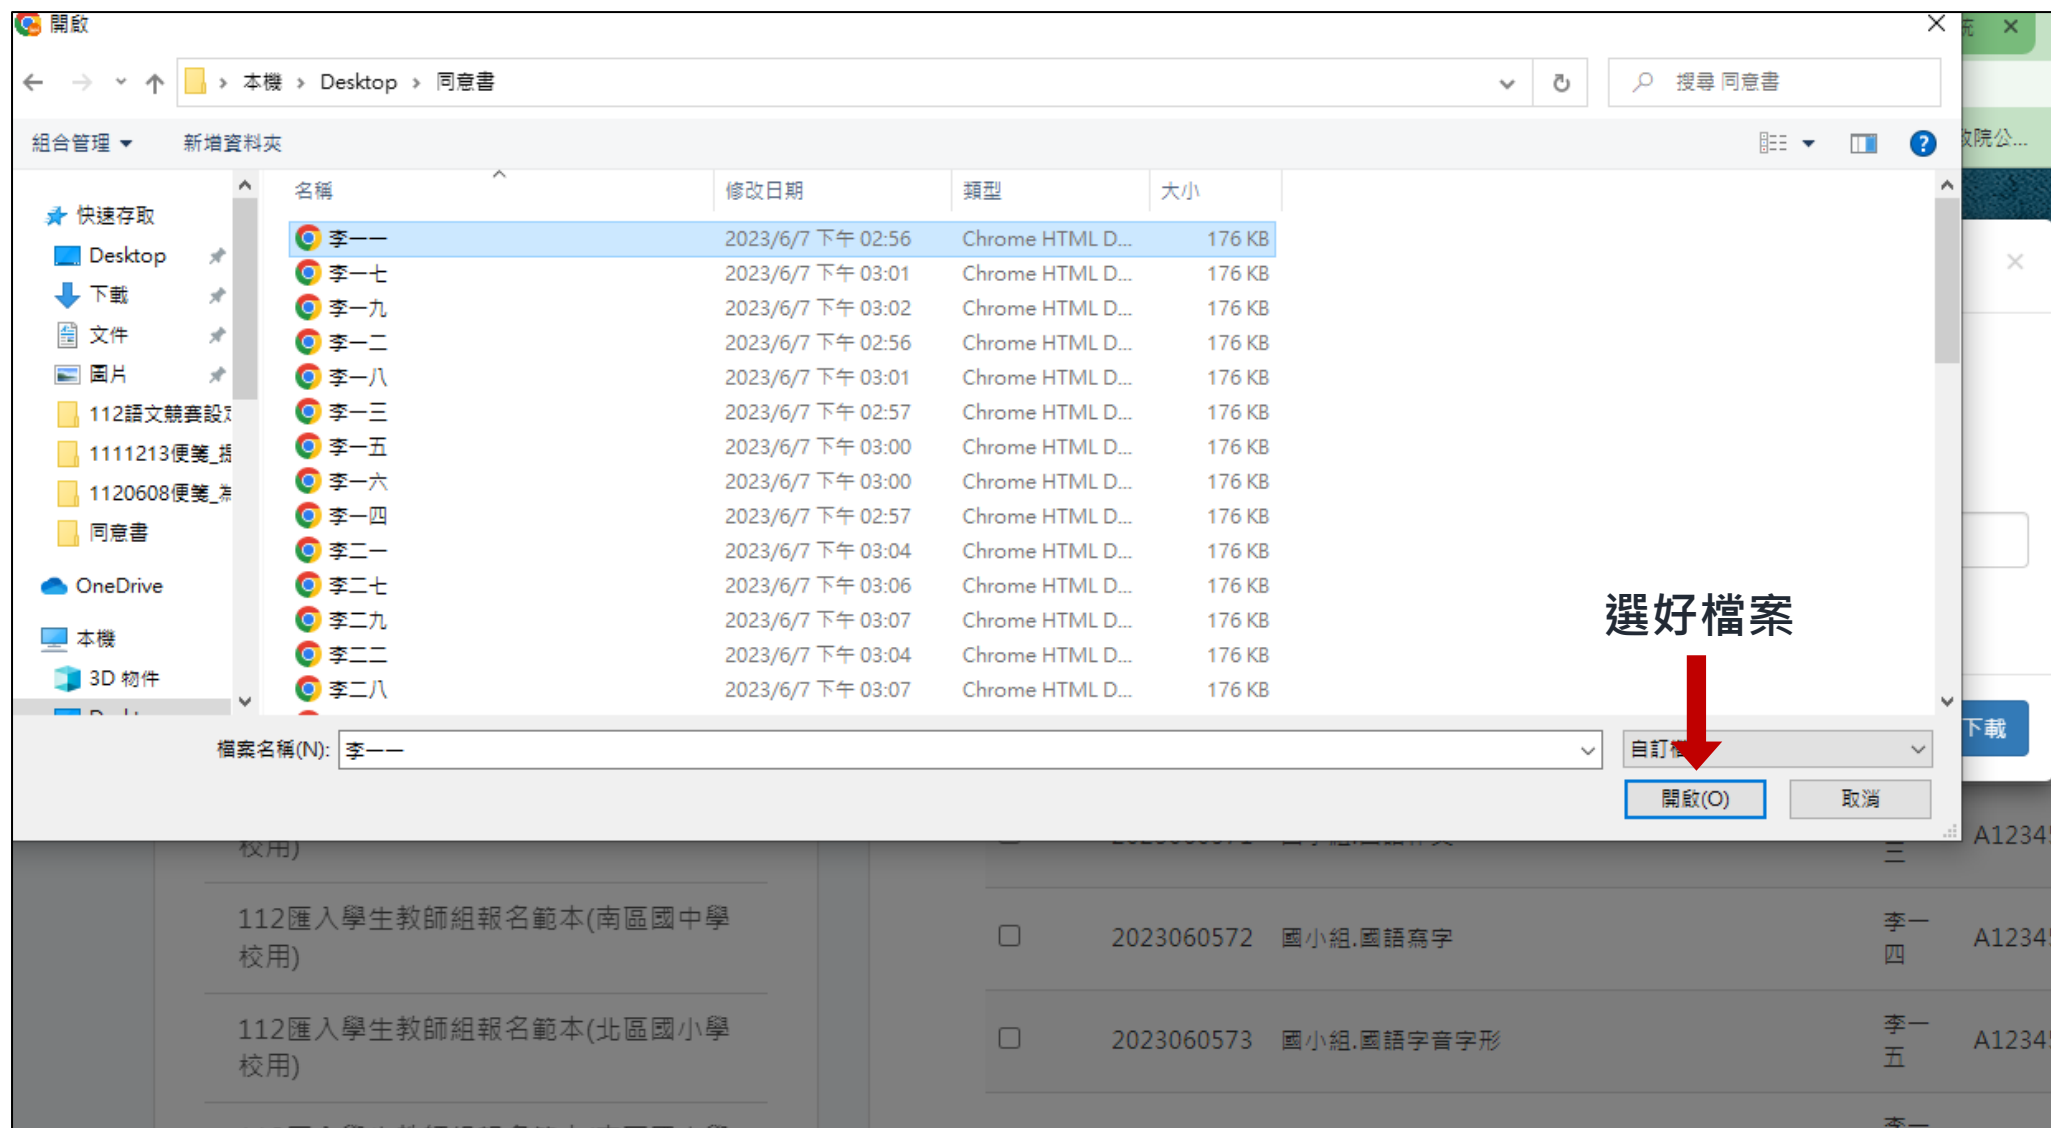 開啟
本機 › Desktop › 同意書
搜尋 同意書
組合管理
新增資料夾
政院公...
名稱 修改日期 類型 大小
快速存取
Desktop
下載
文件
圖片
112語文競賽設定
1111213便箋_提
1120608便箋_為
同意書
OneDrive
本機
3D 物件
李一一 2023/6/7 下午 02:56 Chrome HTML D... 176 KB
李一七 2023/6/7 下午 03:01 Chrome HTML D... 176 KB
李一九 2023/6/7 下午 03:02 Chrome HTML D... 176 KB
李一二 2023/6/7 下午 02:56 Chrome HTML D... 176 KB
李一八 2023/6/7 下午 03:01 Chrome HTML D... 176 KB
李一三 2023/6/7 下午 02:57 Chrome HTML D... 176 KB
李一五 2023/6/7 下午 03:00 Chrome HTML D... 176 KB
李一六 2023/6/7 下午 03:00 Chrome HTML D... 176 KB
李一四 2023/6/7 下午 02:57 Chrome HTML D... 176 KB
李二一 2023/6/7 下午 03:04 Chrome HTML D... 176 KB
李二七 2023/6/7 下午 03:06 Chrome HTML D... 176 KB
李二九 2023/6/7 下午 03:07 Chrome HTML D... 176 KB
李二二 2023/6/7 下午 03:04 Chrome HTML D... 176 KB
李二八 2023/6/7 下午 03:07 Chrome HTML D... 176 KB
選好檔案
下載
檔案名稱(N): 李一一
自訂
開啟(O)
取消
校用)
三 A1234
112匯入學生教師組報名範本(南區國中學
校用)
2023060572 國小組.國語寫字 李一
四 A1234
112匯入學生教師組報名範本(北區國小學
校用)
2023060573 國小組.國語字音字形 李一
五 A1234